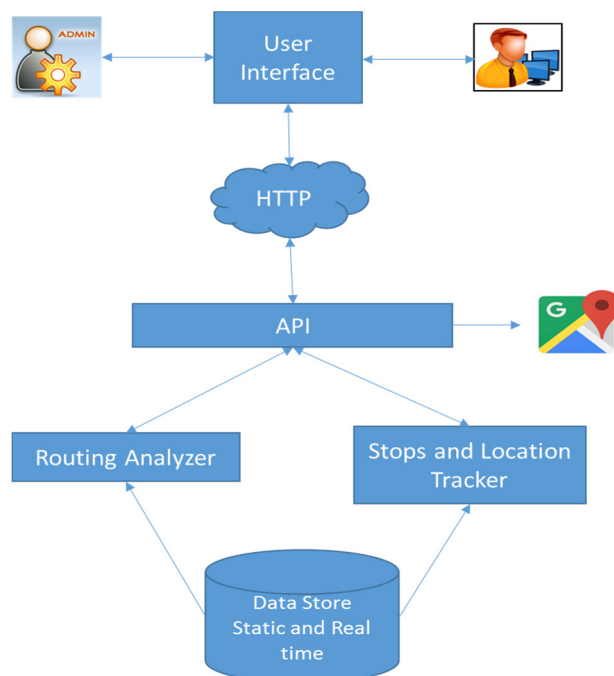 ADMIN
User
Interface
HTTP
API
G
Routing Analyzer
Stops and Location
Tracker
Data Store
Static and Real
time